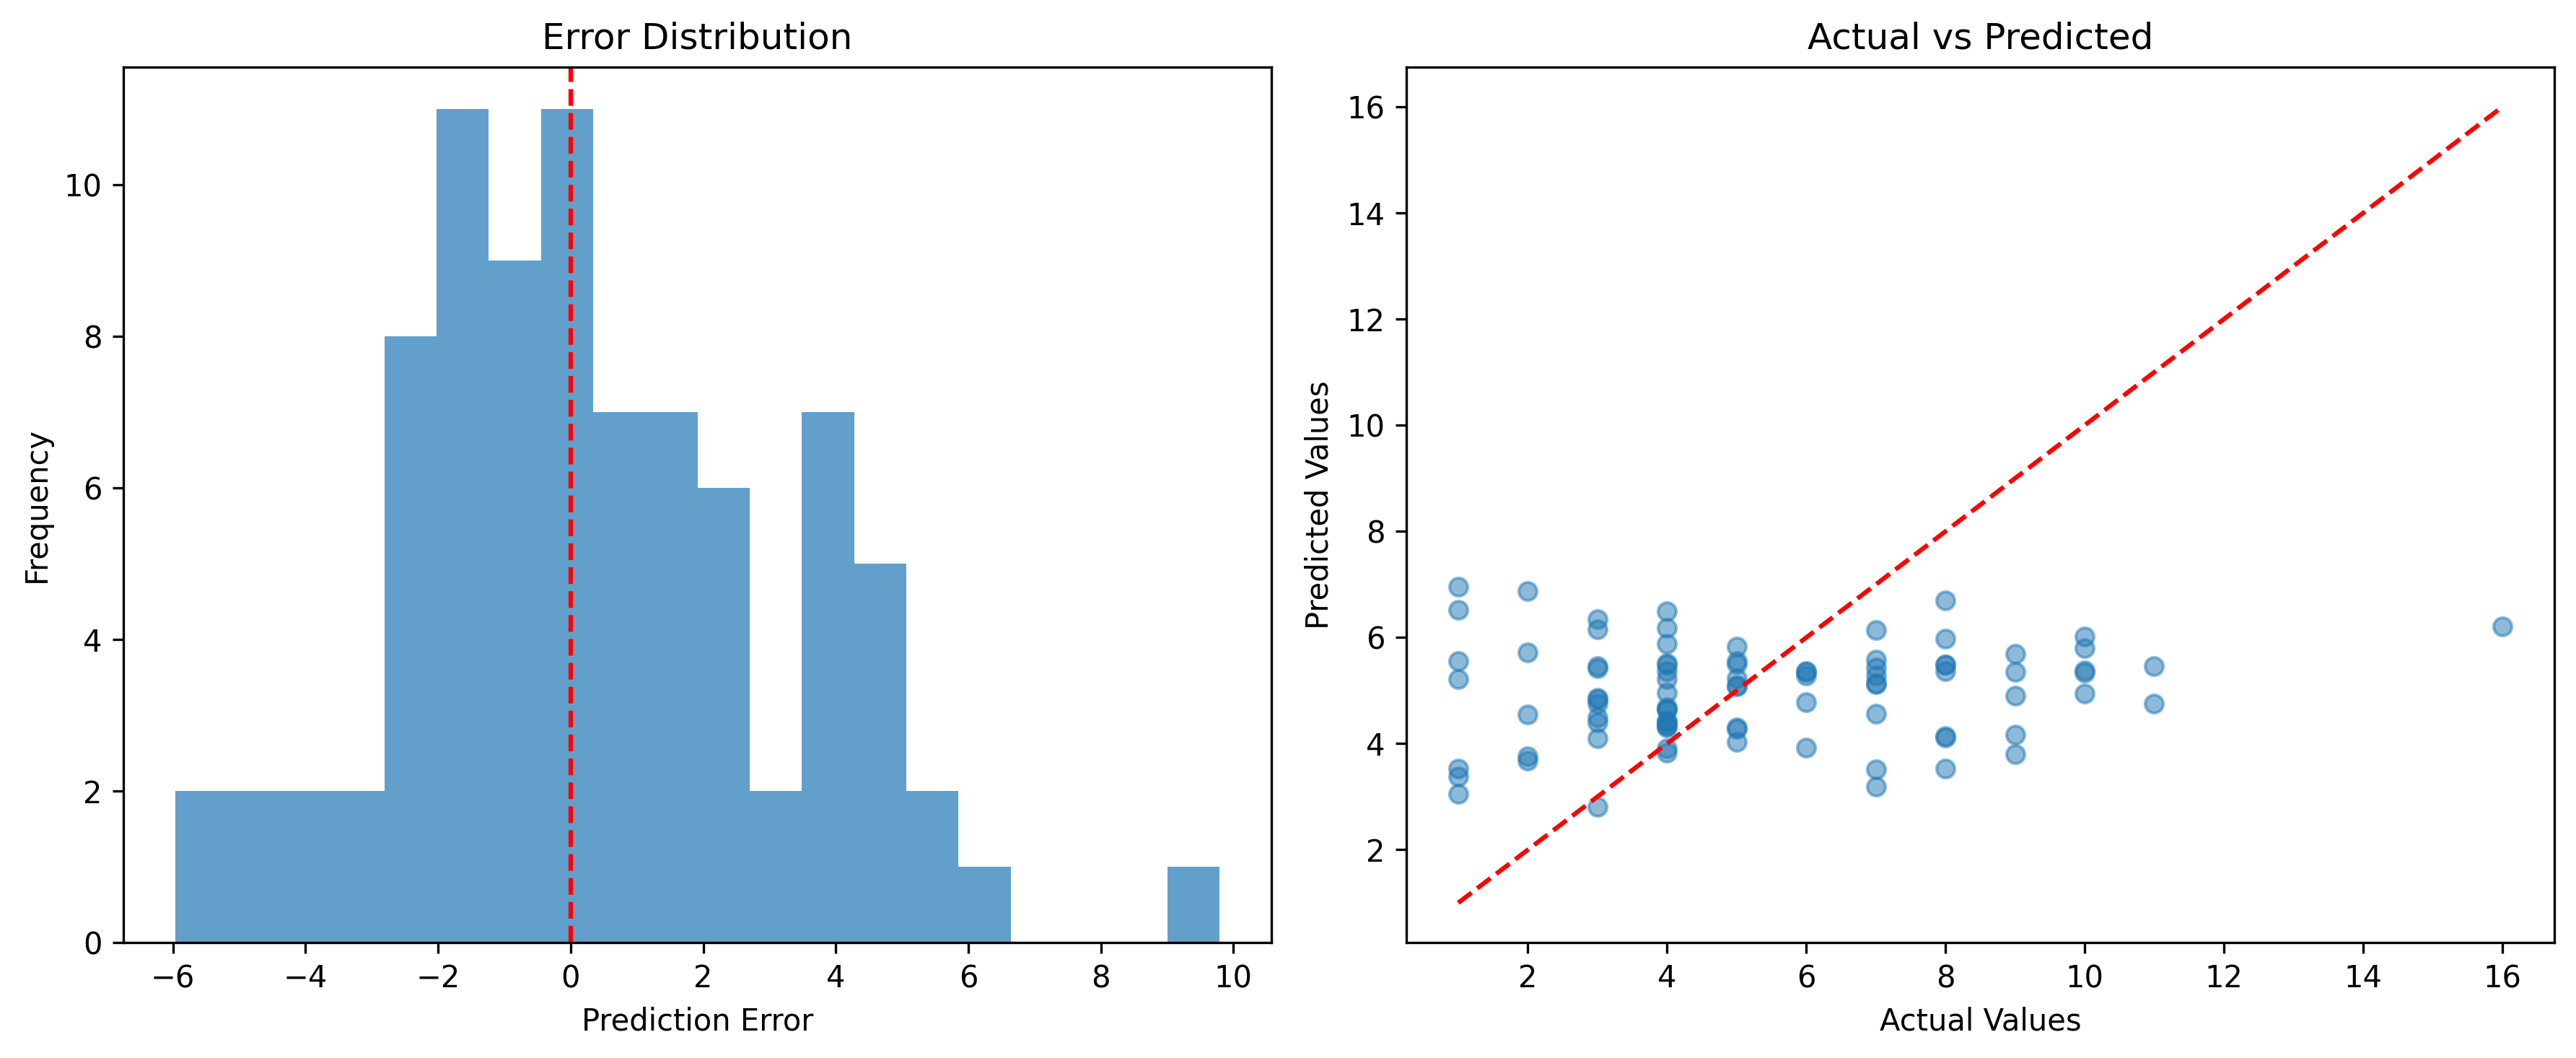 Error Distribution
Frequency
10
8
6
4
2
0
−6 −4 −2 0 2 4 6 8 10
Prediction Error
Actual vs Predicted
Predicted Values
16
14
12
10
8
6
4
2
2 4 6 8 10 12 14 16
Actual Values